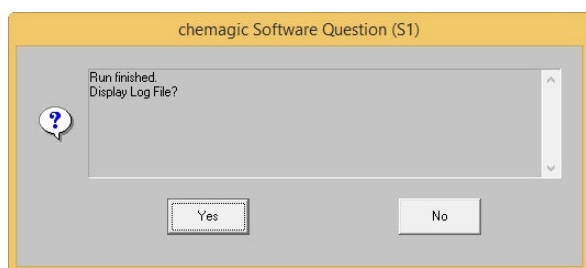 chemagic Software Question (S1)
Run finished.
Display Log File?
Yes
No